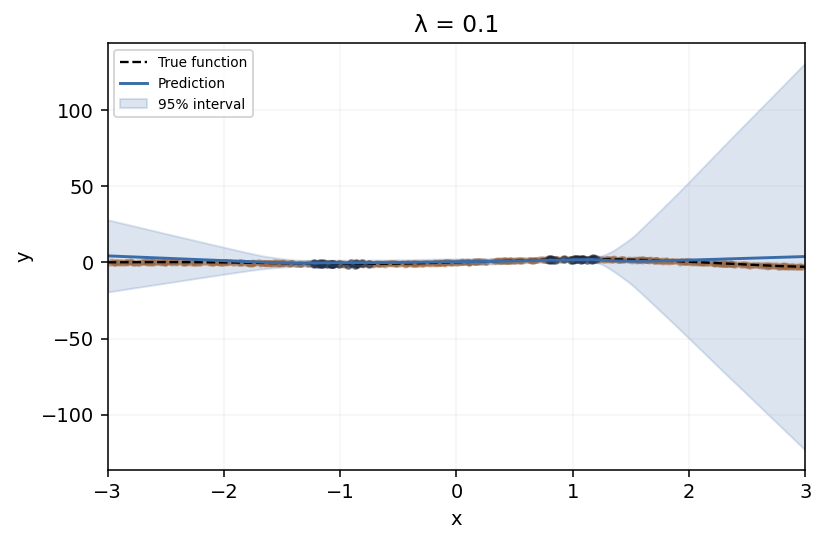 λ = 0.1
True function
Prediction
95% interval
y
100
50
0
−50
−100
−3
−2
−1
0
1
2
3
x